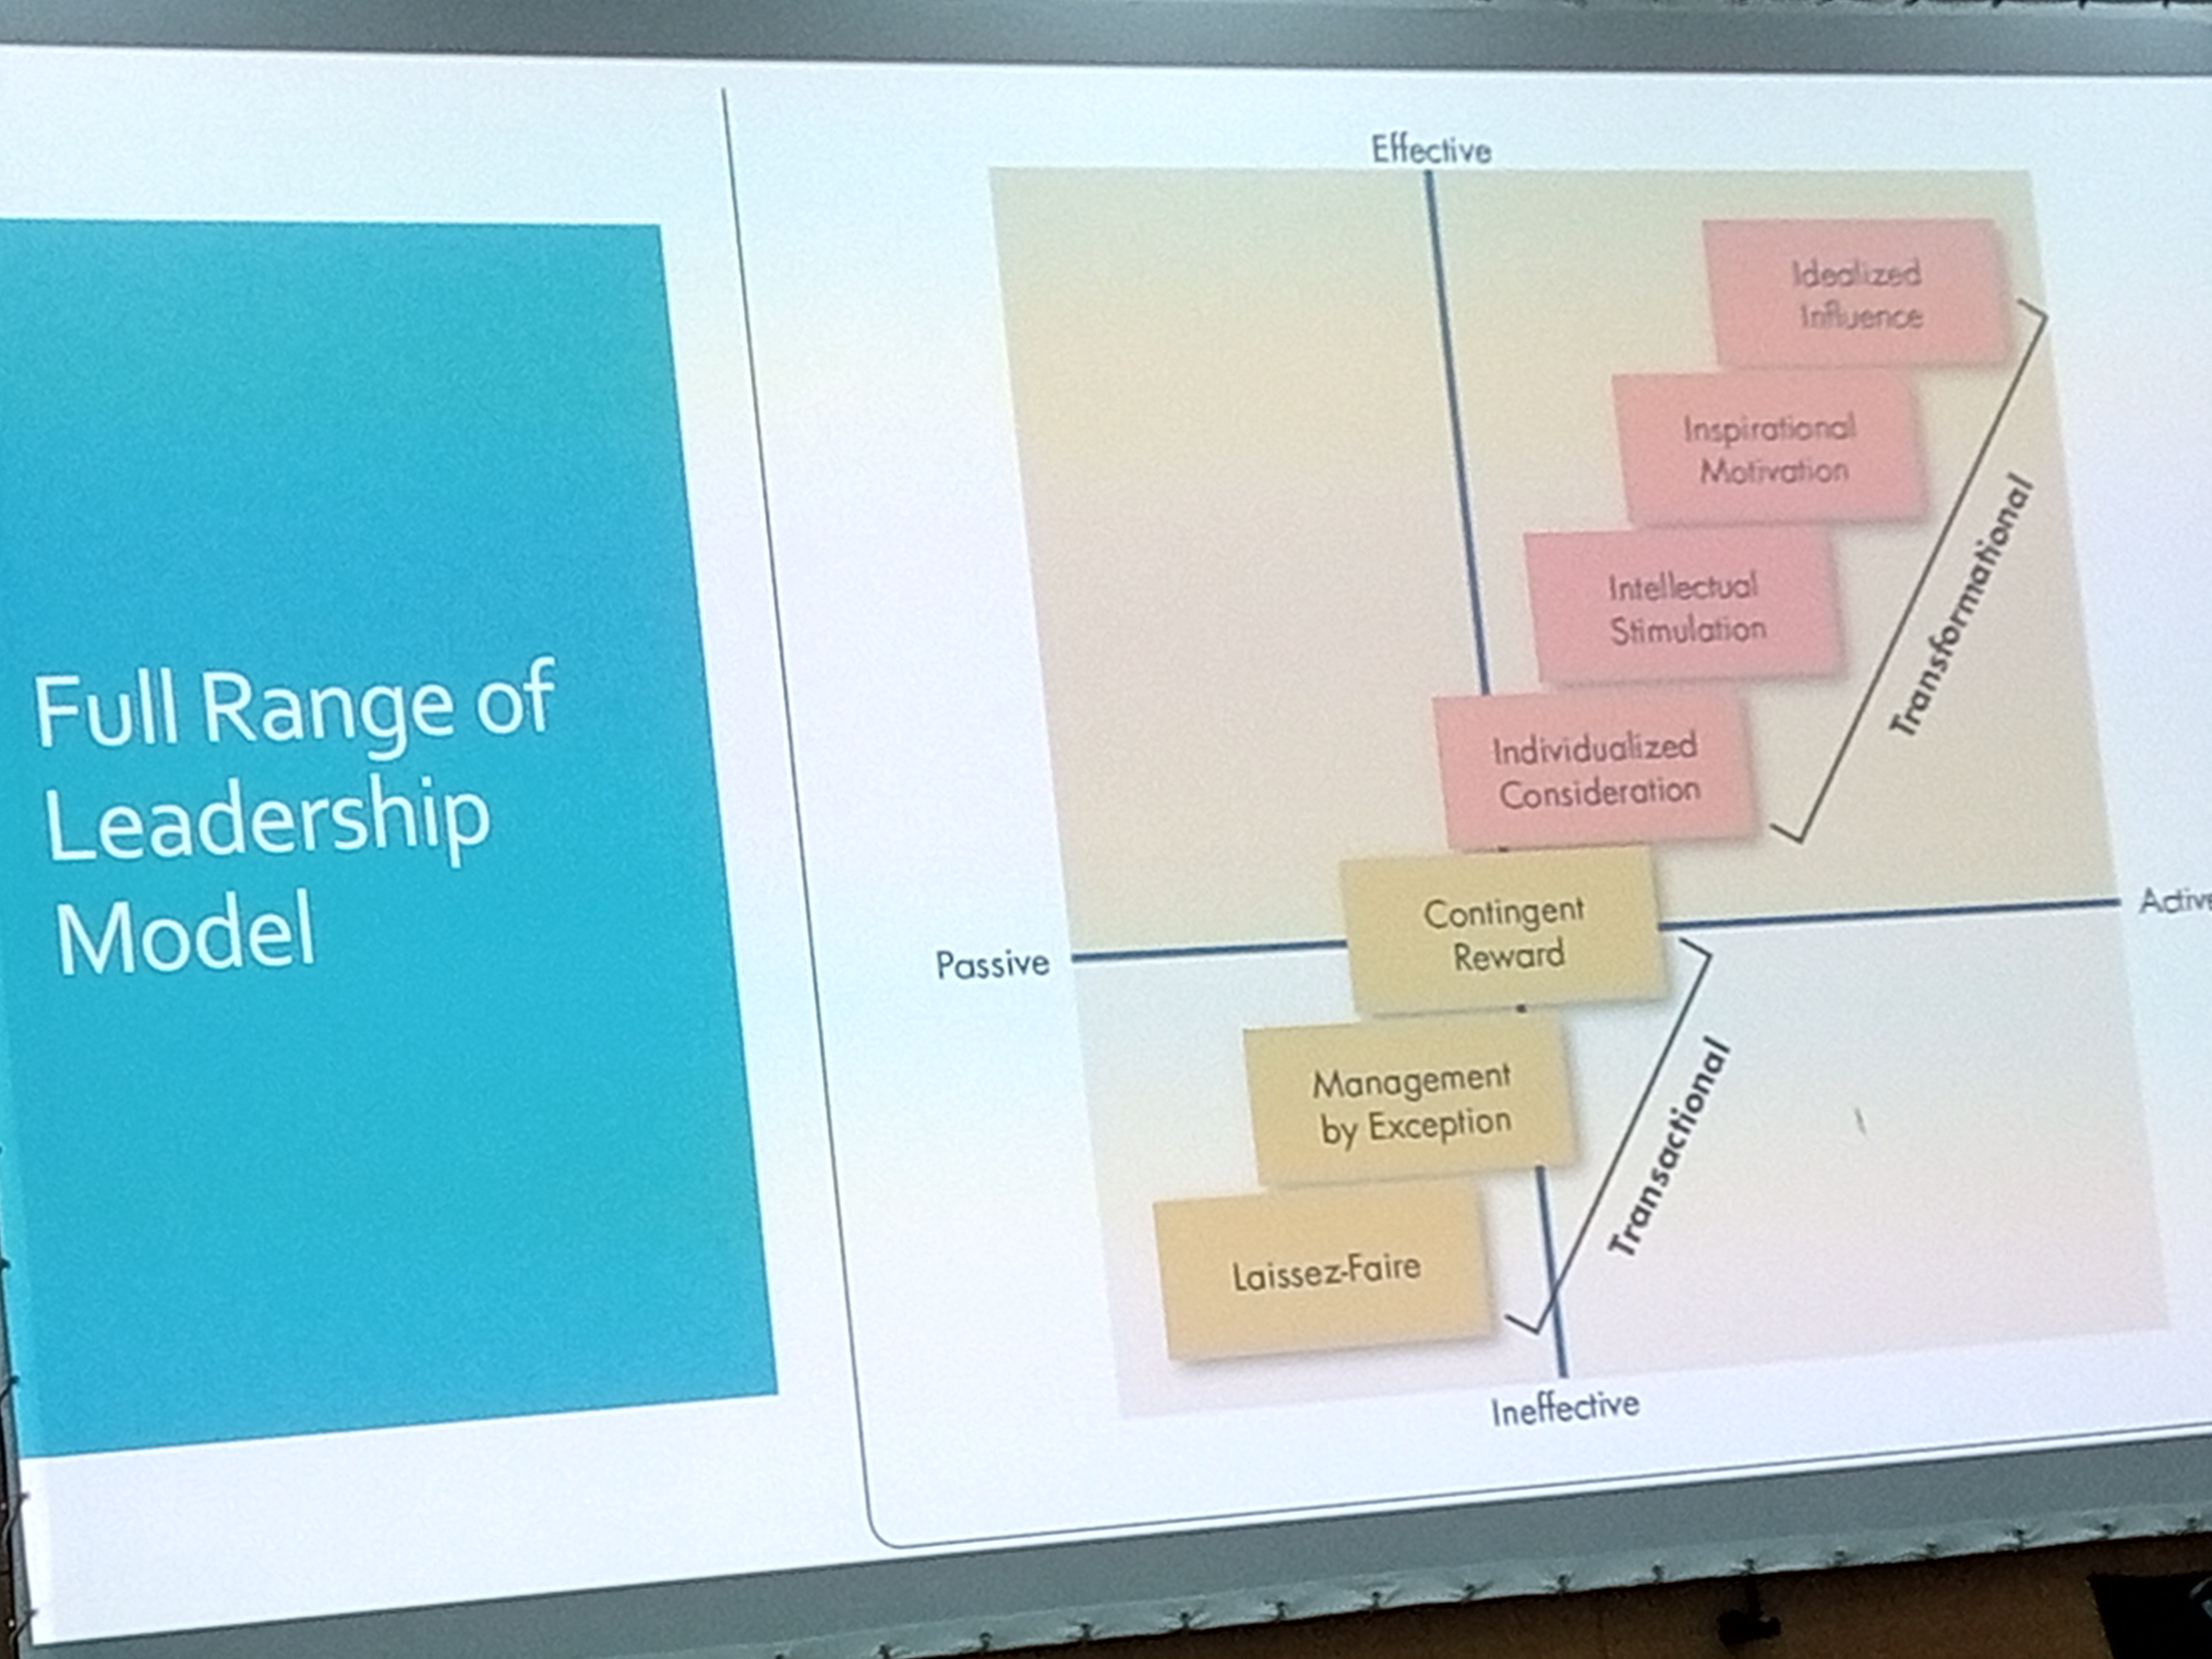 Full Range of
Leadership
Model
Effective
Idealized
Influence
Inspirational
Motivation
Intellectual
Stimulation
Individualized
Consideration
Transformational
Contingent
Reward
Passive
Activ
Management
by Exception
Transactional
Laissez-Faire
Ineffective